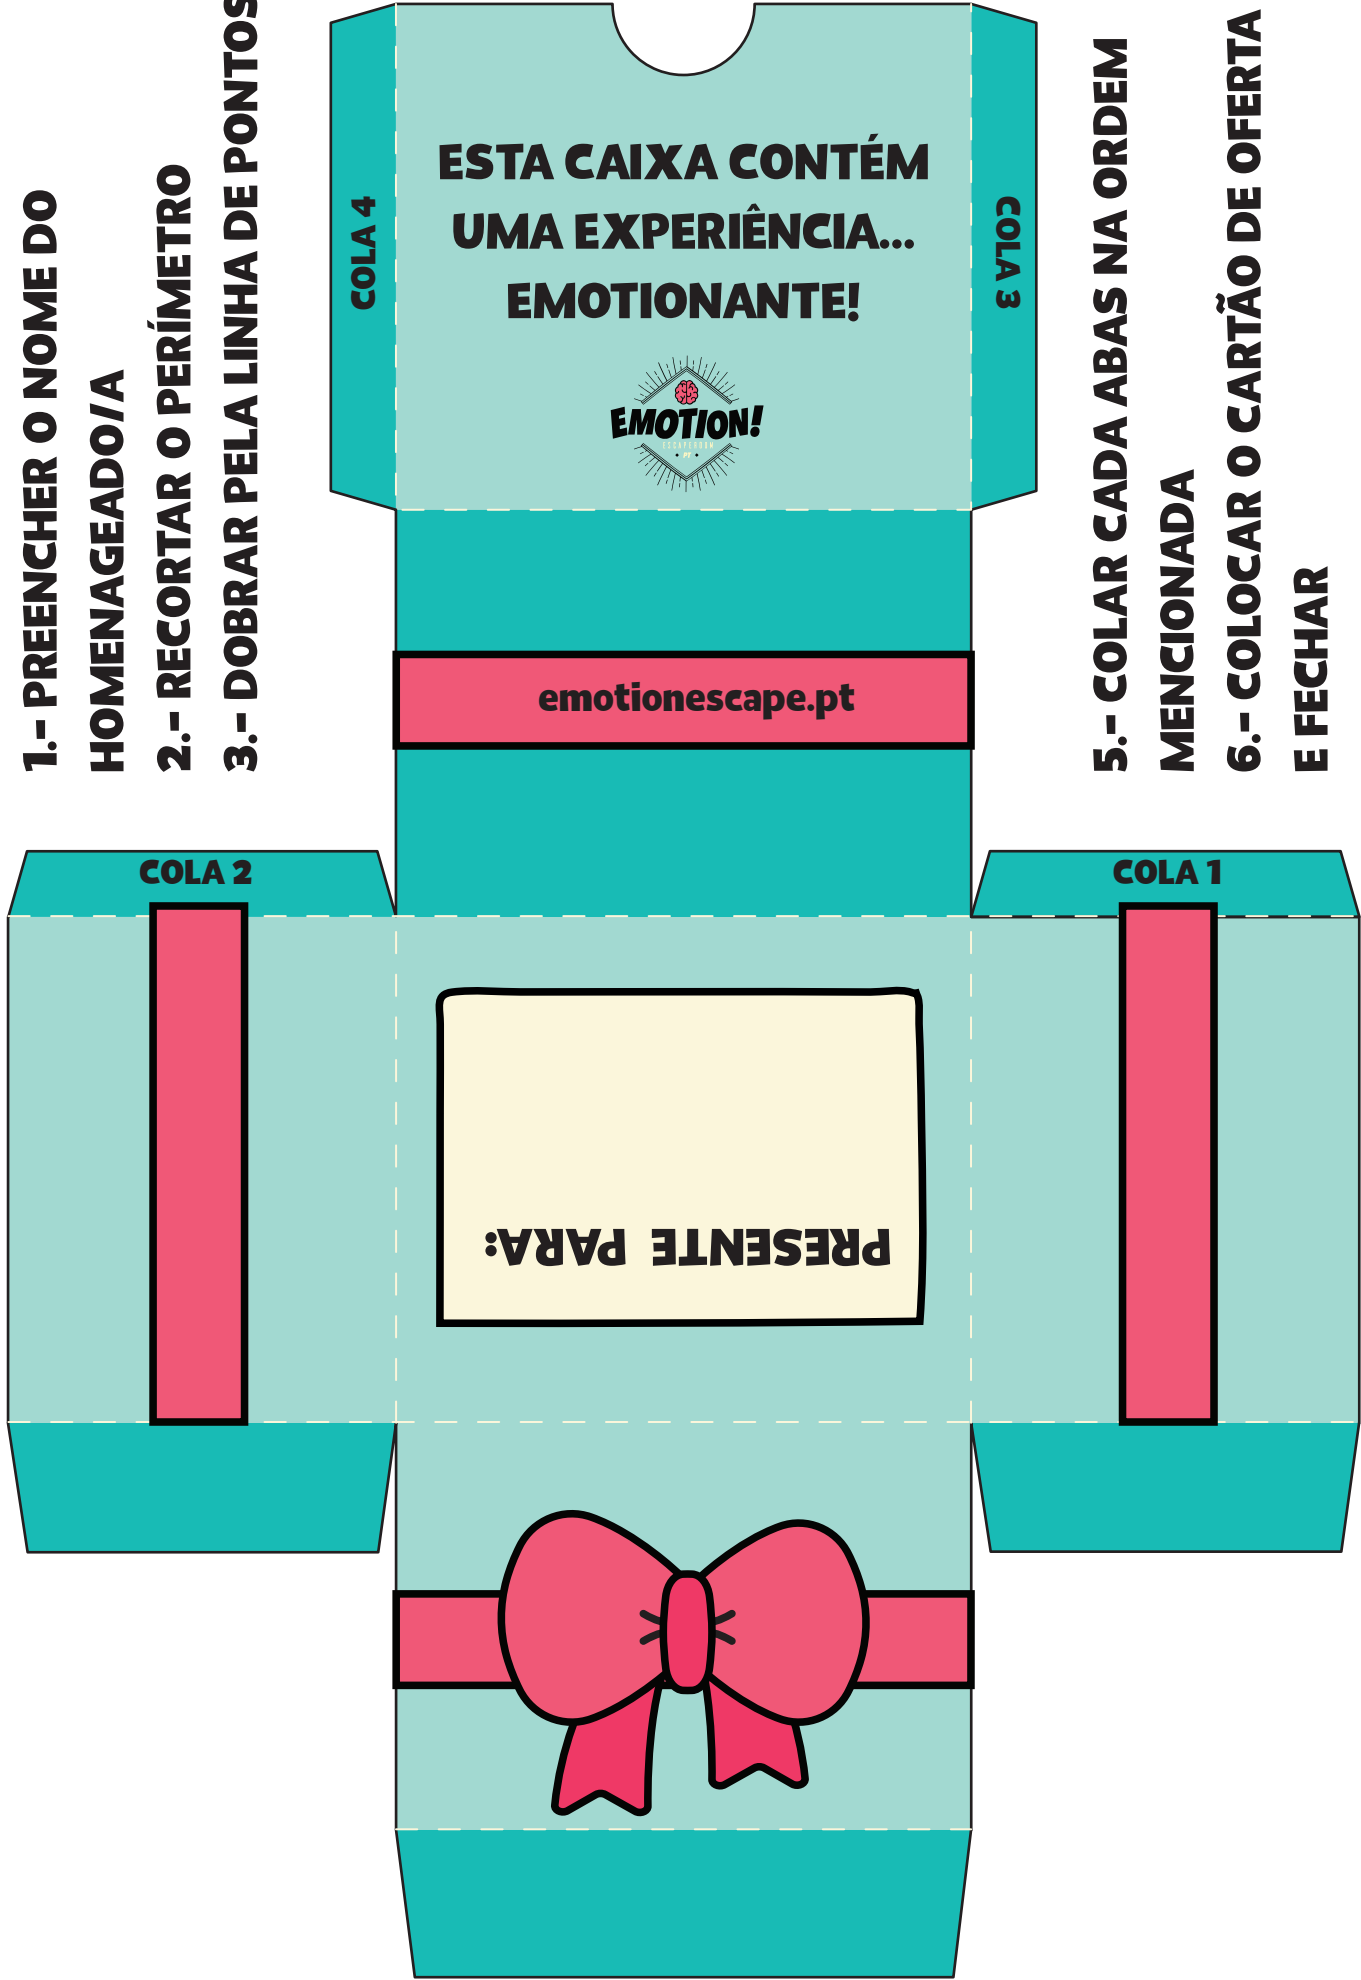 1.- PREENCHER O NOME DO
HOMENAGEADO/A
2.- RECORTAR O PERÍMETRO
3.- DOBRAR PELA LINHA DE PONTOS
COLA 4
ESTA CAIXA CONTÉM
UMA EXPERIÊNCIA...
EMOTIONANTE!
EMOTION!
ESCAPEROOM
PT
COLA 3
5.- COLAR CADA ABAS NA ORDEM
MENCIONADA
6.- COLOCAR O CARTÃO DE OFERTA
E FECHAR
emotionescape.pt
COLA 2
COLA 1
PRESENTE PARA: